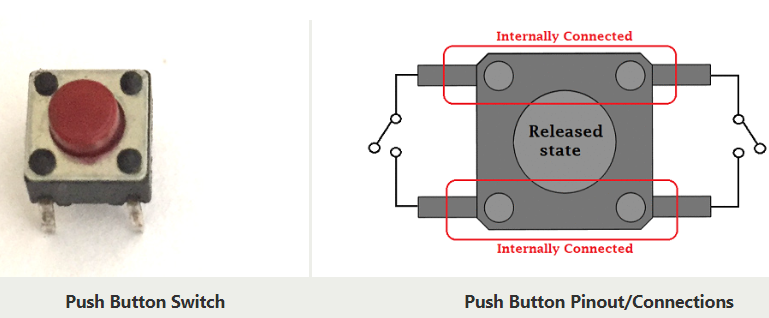 Internally Connected
Released
state
Internally Connected
Push Button Switch
Push Button Pinout/Connections